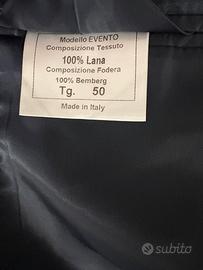 Modello EVENTO
Composizione Tessuto
100% Lana
Composizione Fodera
100% Bemberg
Tg. 50
Made in Italy
subito